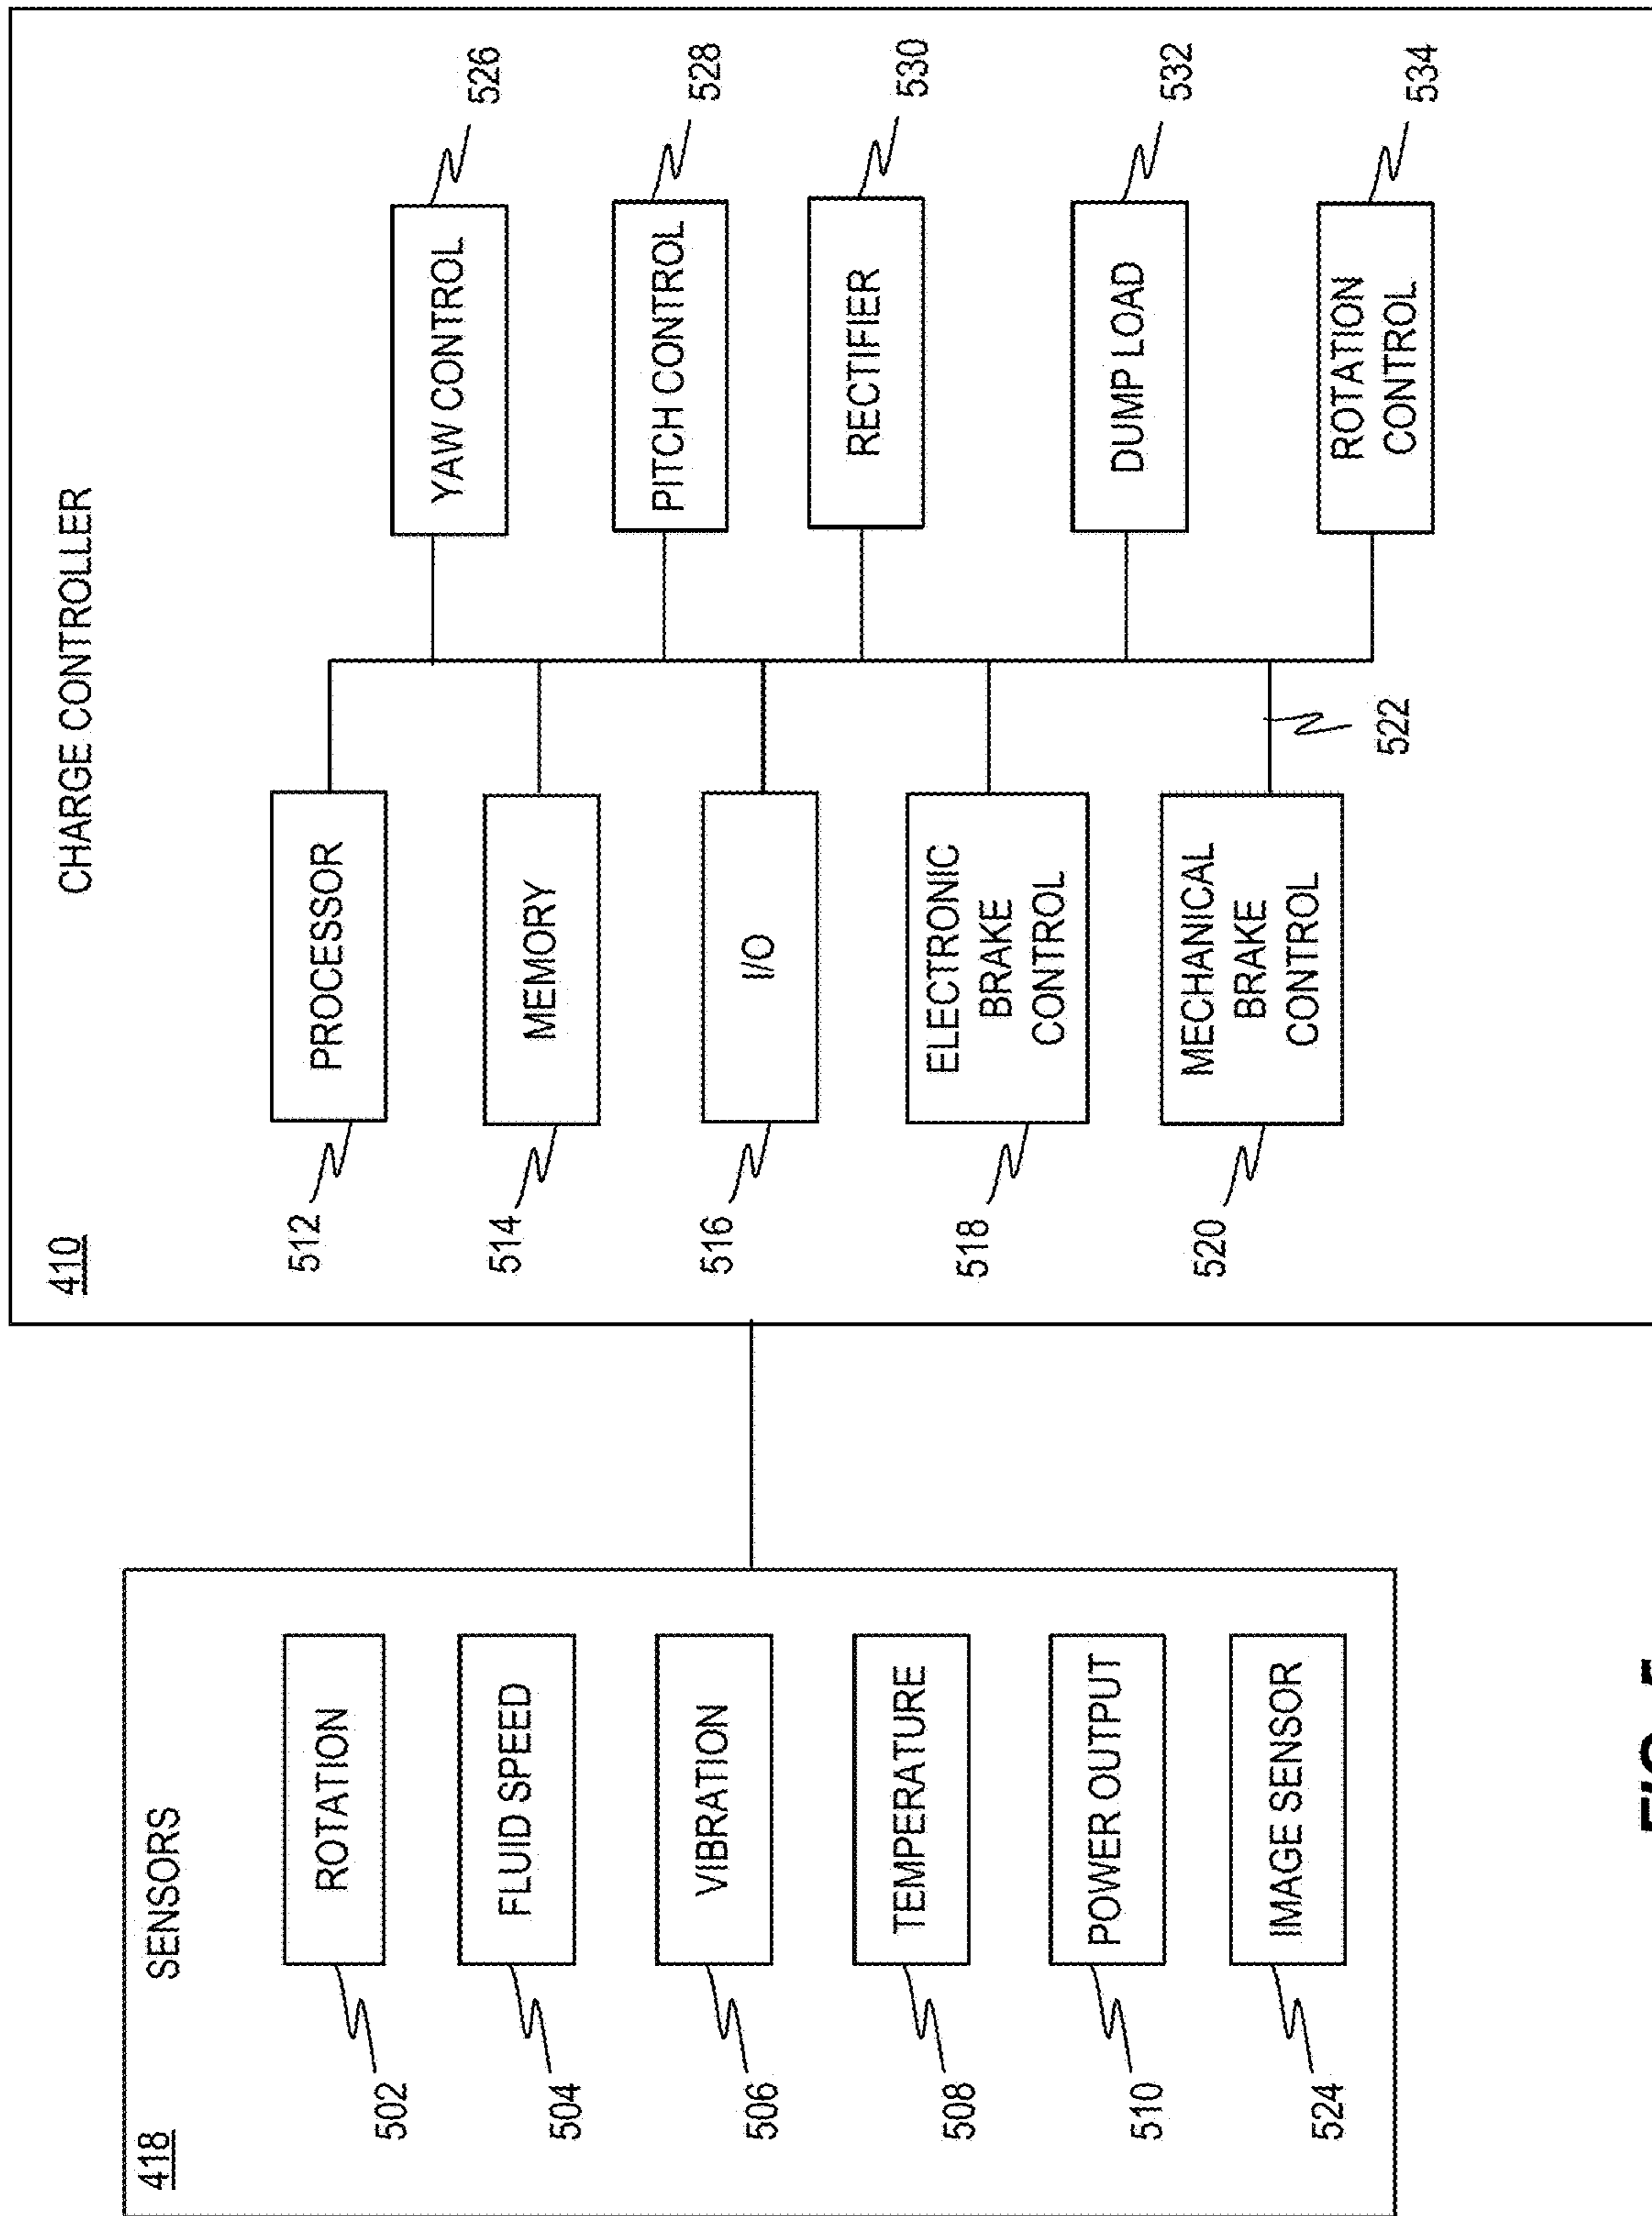 418
SENSORS
502
ROTATION
504
FLUID SPEED
506
VIBRATION
508
TEMPERATURE
510
POWER OUTPUT
524
IMAGE SENSOR
410
CHARGE CONTROLLER
512
PROCESSOR
514
MEMORY
516
I/O
518
ELECTRONIC
BRAKE
CONTROL
520
MECHANICAL
BRAKE
CONTROL
522
YAW CONTROL
526
PITCH CONTROL
528
RECTIFIER
530
DUMP LOAD
532
ROTATION
CONTROL
534